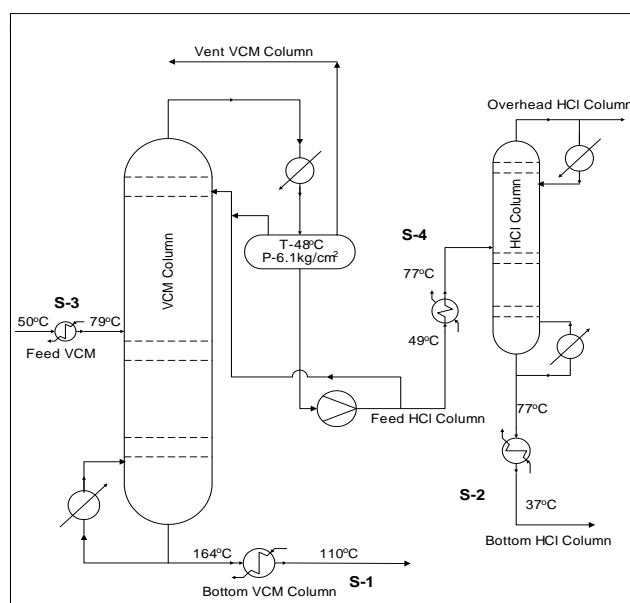 Vent VCM Column
Overhead HCl Column
VCM Column
HCl Column
T-48ºC
P-6.1kg/cm²
S-4
77ºC
49ºC
S-3
50ºC
79ºC
Feed VCM
Feed HCl Column
77ºC
S-2
37ºC
Bottom HCl Column
164ºC
110ºC
Bottom VCM Column
S-1